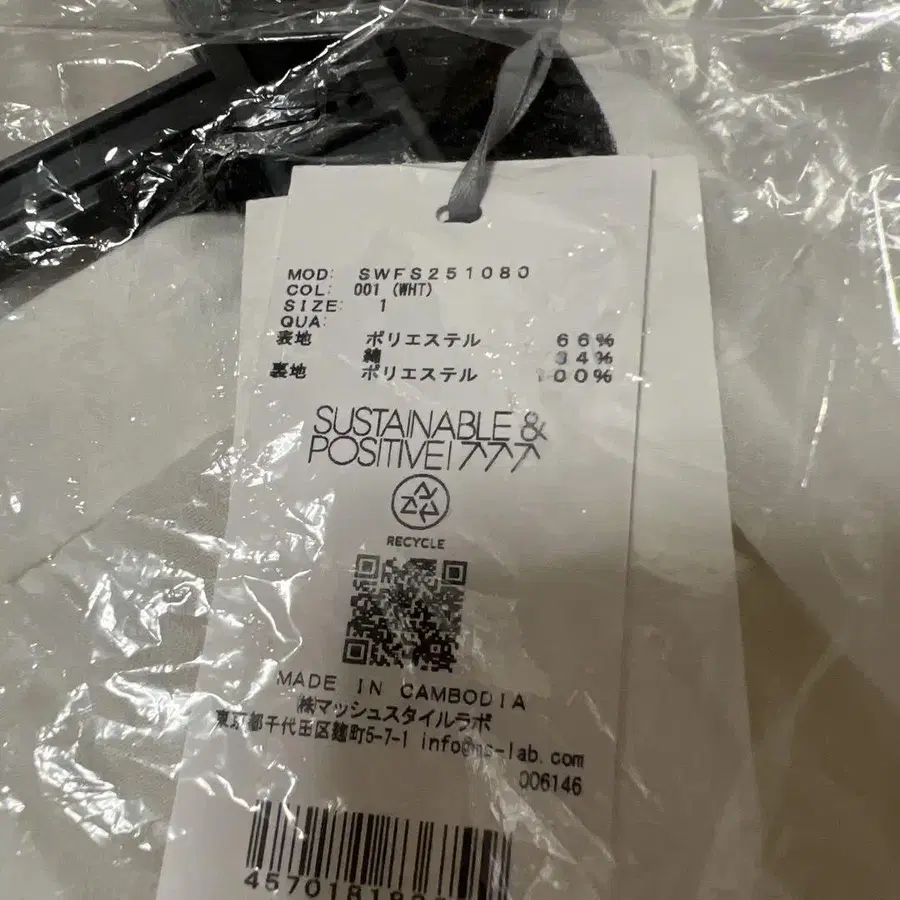 MOD: SWFS251080
COL: 001 (WHT)
SIZE: 1
QUA:
表地 ポリエステル 66%
綿 34%
裏地 ポリエステル 100%
SUSTAINABLE &
POSITIVE!
RECYCLE
MADE IN CAMBODIA
㈱マッシュスタイルラボ
東京都千代田区麹町5-7-1 info@ms-lab.com
006146